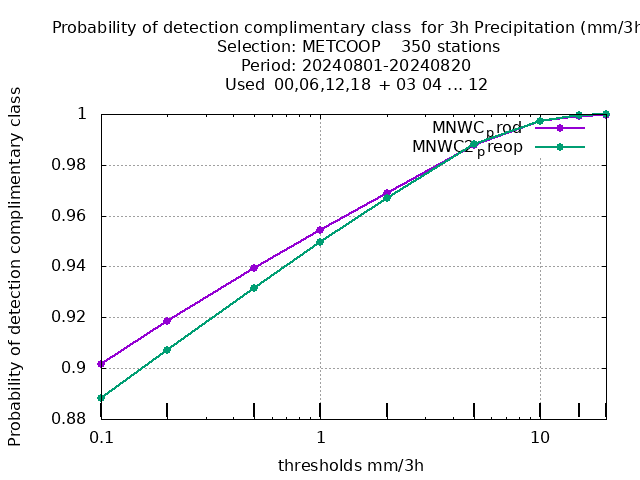 Probability of detection complimentary class  for 3h Precipitation (mm/3h
Selection: METCOOP    350 stations
Period: 20240801-20240820
Used  00,06,12,18  + 03 04 ... 12
Probability of detection complimentary class
1
0.98
0.96
0.94
0.92
0.9
0.88
MNWCprod
MNWC2preop
0.1
1
10
thresholds mm/3h